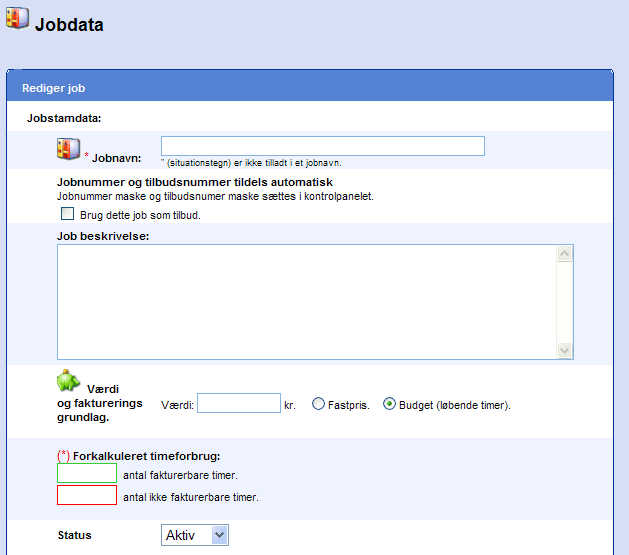 Jobdata
Rediger job
Jobstamdata:
* Jobnavn:
" (situationstegn) er ikke tilladt i et jobnavn.
Jobnummer og tilbudsnummer tildels automatisk
Jobnummer maske og tilbudsnumer maske sættes i kontrolpanelet.
Brug dette job som tilbud.
Job beskrivelse:
Værdi
og fakturerings
grundlag.
Værdi: kr. Fastpris. Budget (løbende timer).
(*) Forkalkuleret timeforbrug:
antal fakturerbare timer.
antal ikke fakturerbare timer.
Status Aktiv